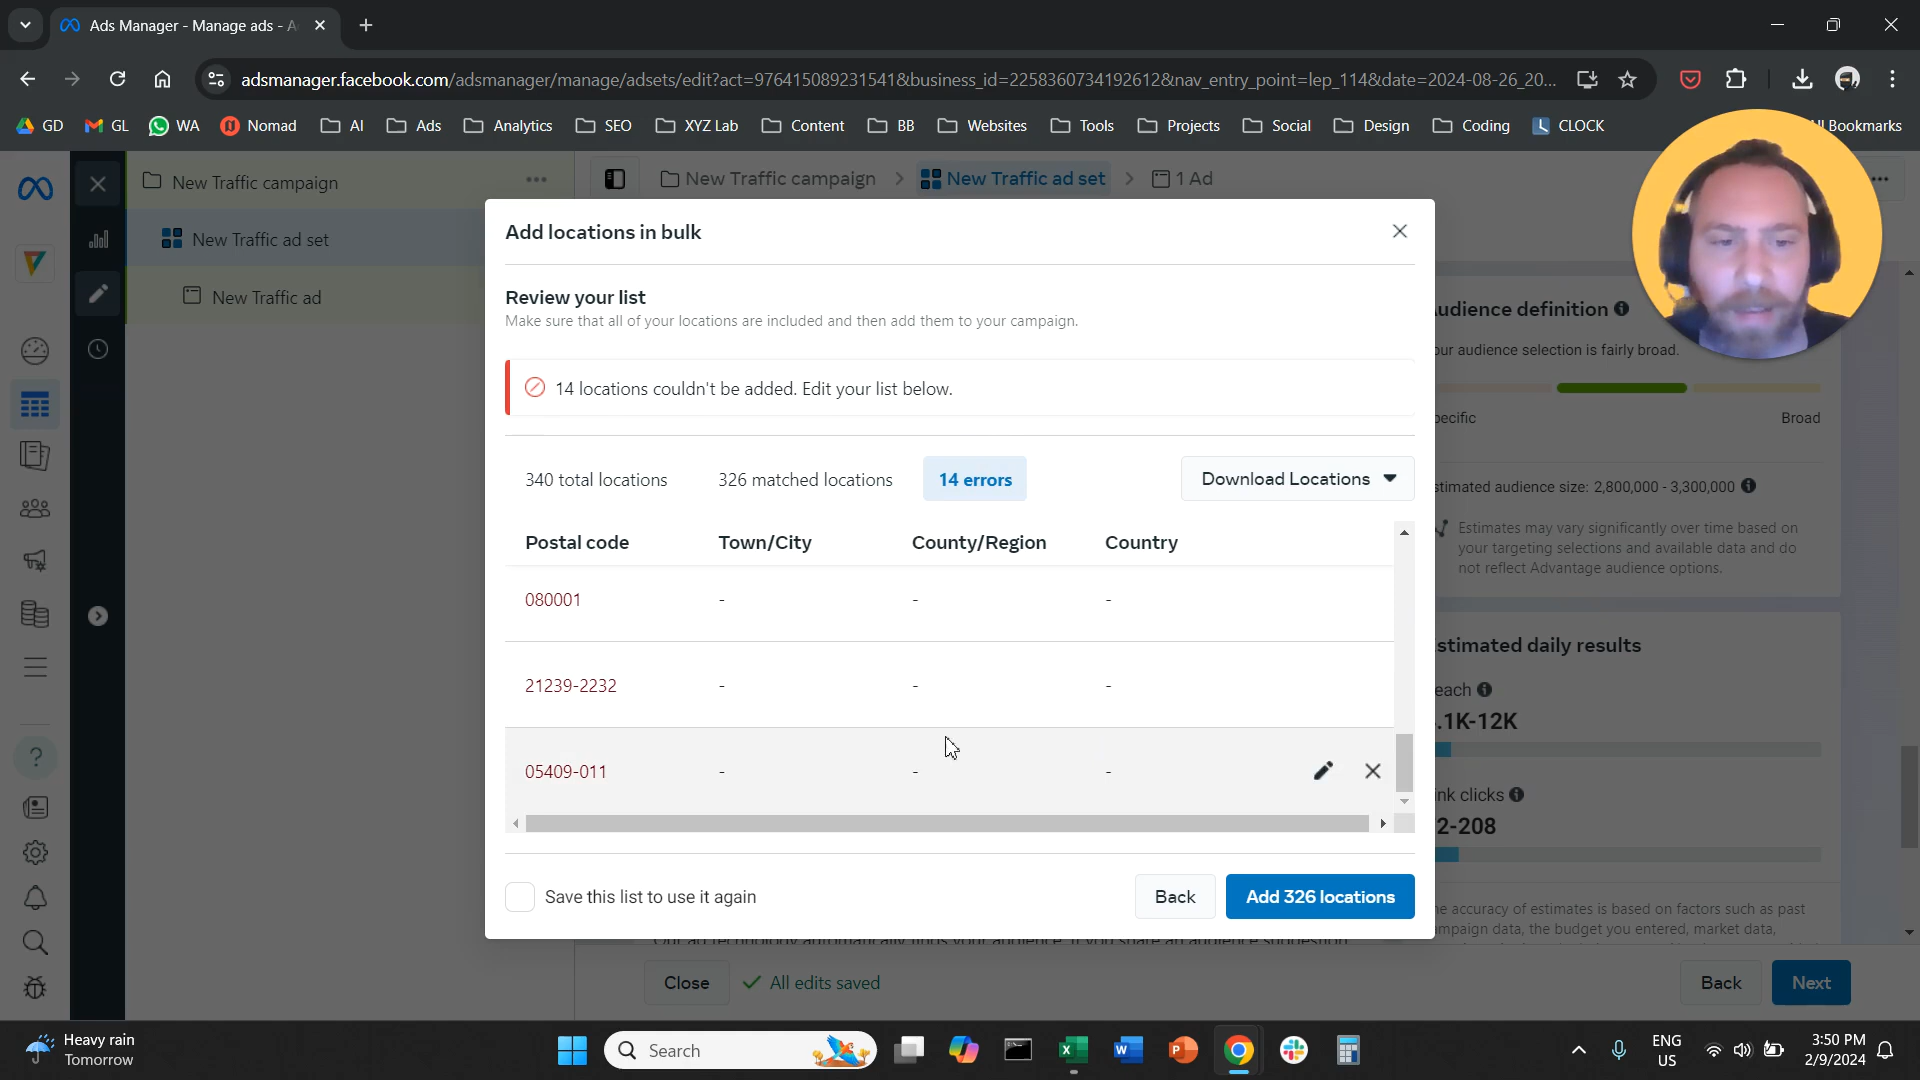 Ads Manager - Manage ads - A
adsmanager.facebook.com/adsmanager/manage/adsets/edit?act=976415089231541&business_id=2258360734192612&nav_entry_point=lep_114&date=2024-08-26_20...
GD GL WA Nomad AI Ads Analytics SEO XYZ Lab Content BB Websites Tools Projects Social Design Coding CLOCK Bookmarks
New Traffic campaign
New Traffic ad set
New Traffic ad
New Traffic campaign > New Traffic ad set > 1 Ad
Add locations in bulk
Review your list
Make sure that all of your locations are included and then add them to your campaign.
14 locations couldn't be added. Edit your list below.
340 total locations 326 matched locations 14 errors Download Locations
Postal code Town/City County/Region Country
080001 - - -
21239-2232 - - -
05409-011 - - -
Save this list to use it again
Back Add 326 locations
udience definition
ur audience selection is fairly broad.
pecific Broad
stimated audience size: 2,800,000 - 3,300,000
Estimates may vary significantly over time based on
your targeting selections and available data and do
not reflect Advantage audience options.
stimated daily results
each
.1K-12K
ink clicks
2-208
e accuracy of estimates is based on factors such as past
mpaign data, the budget you entered, market data,
Close All edits saved Back Next
Heavy rain
Tomorrow
Search
ENG
US
3:50 PM
2/9/2024